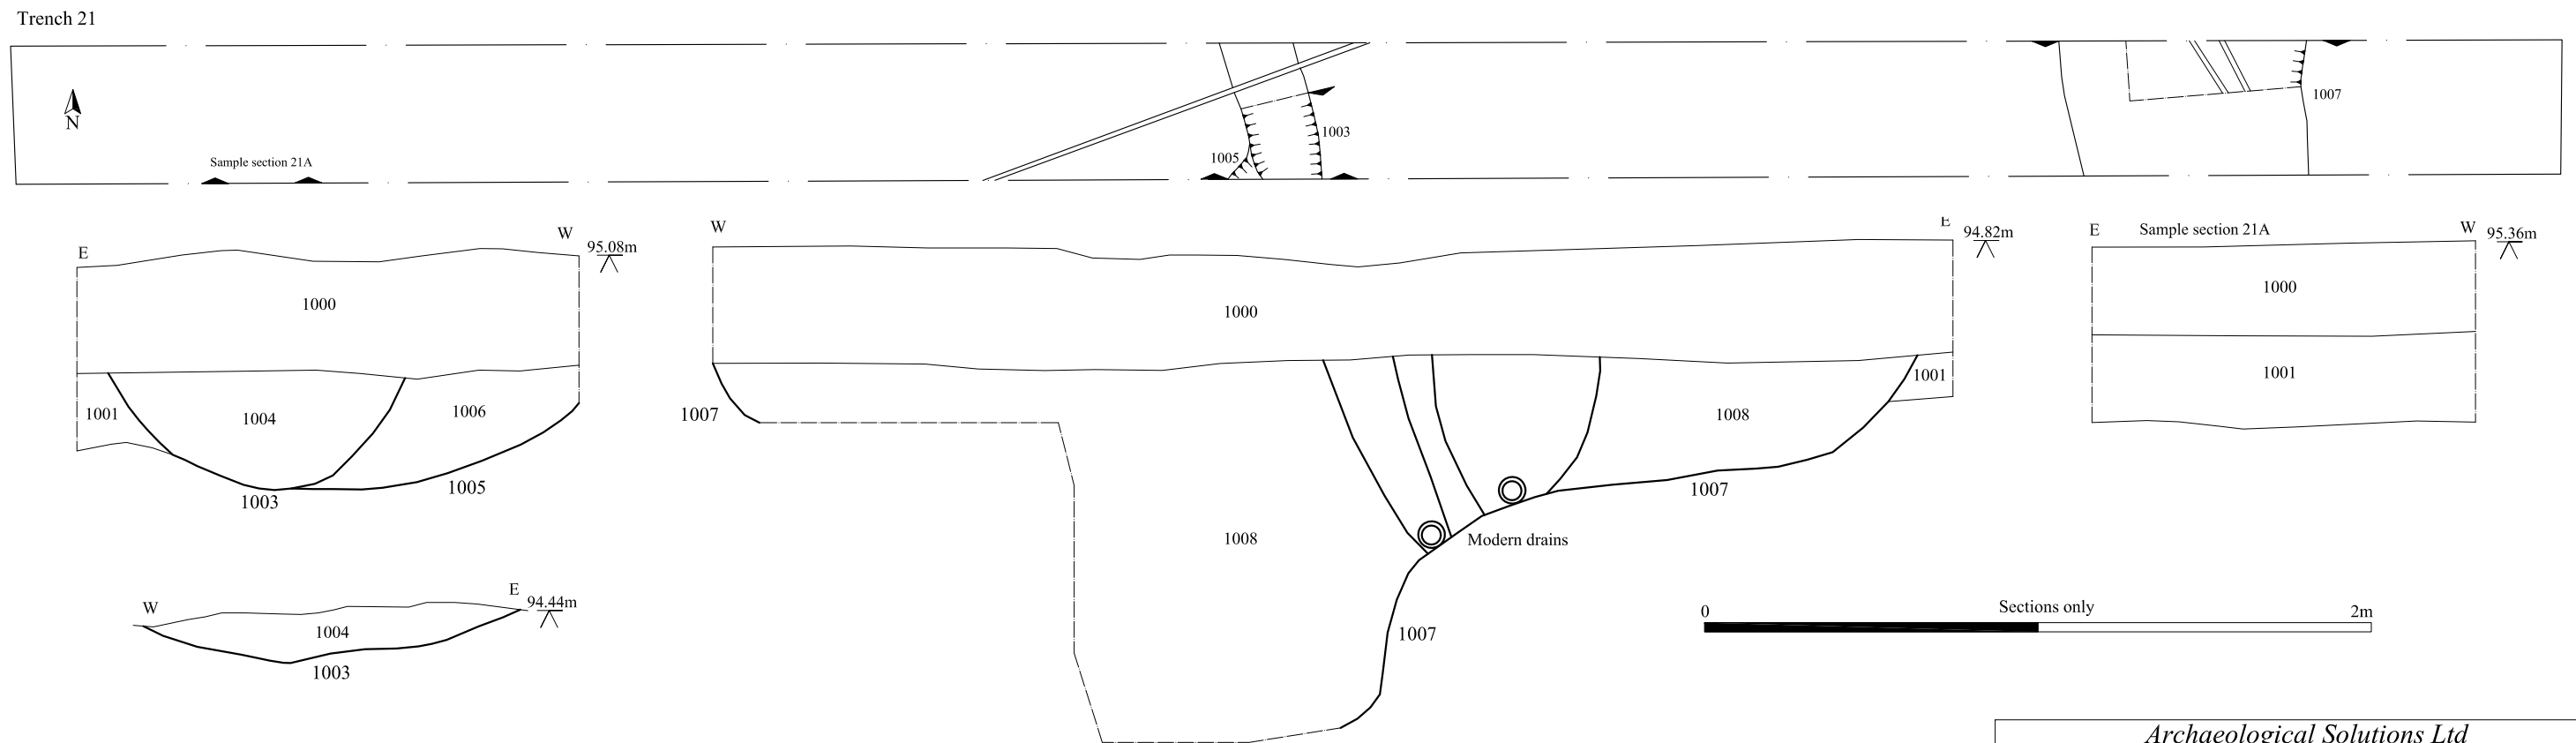 Trench 21
N
Sample section 21A
1005
1003
1007
E
W
95.08m
1000
1001
1004
1006
1003
1005
W
E
94.82m
1000
1007
1001
1008
1007
1008
Modern drains
1007
E
Sample section 21A
W
95.36m
1000
1001
W
E
94.44m
1004
1003
0
Sections only
2m
Archaeological Solutions Ltd